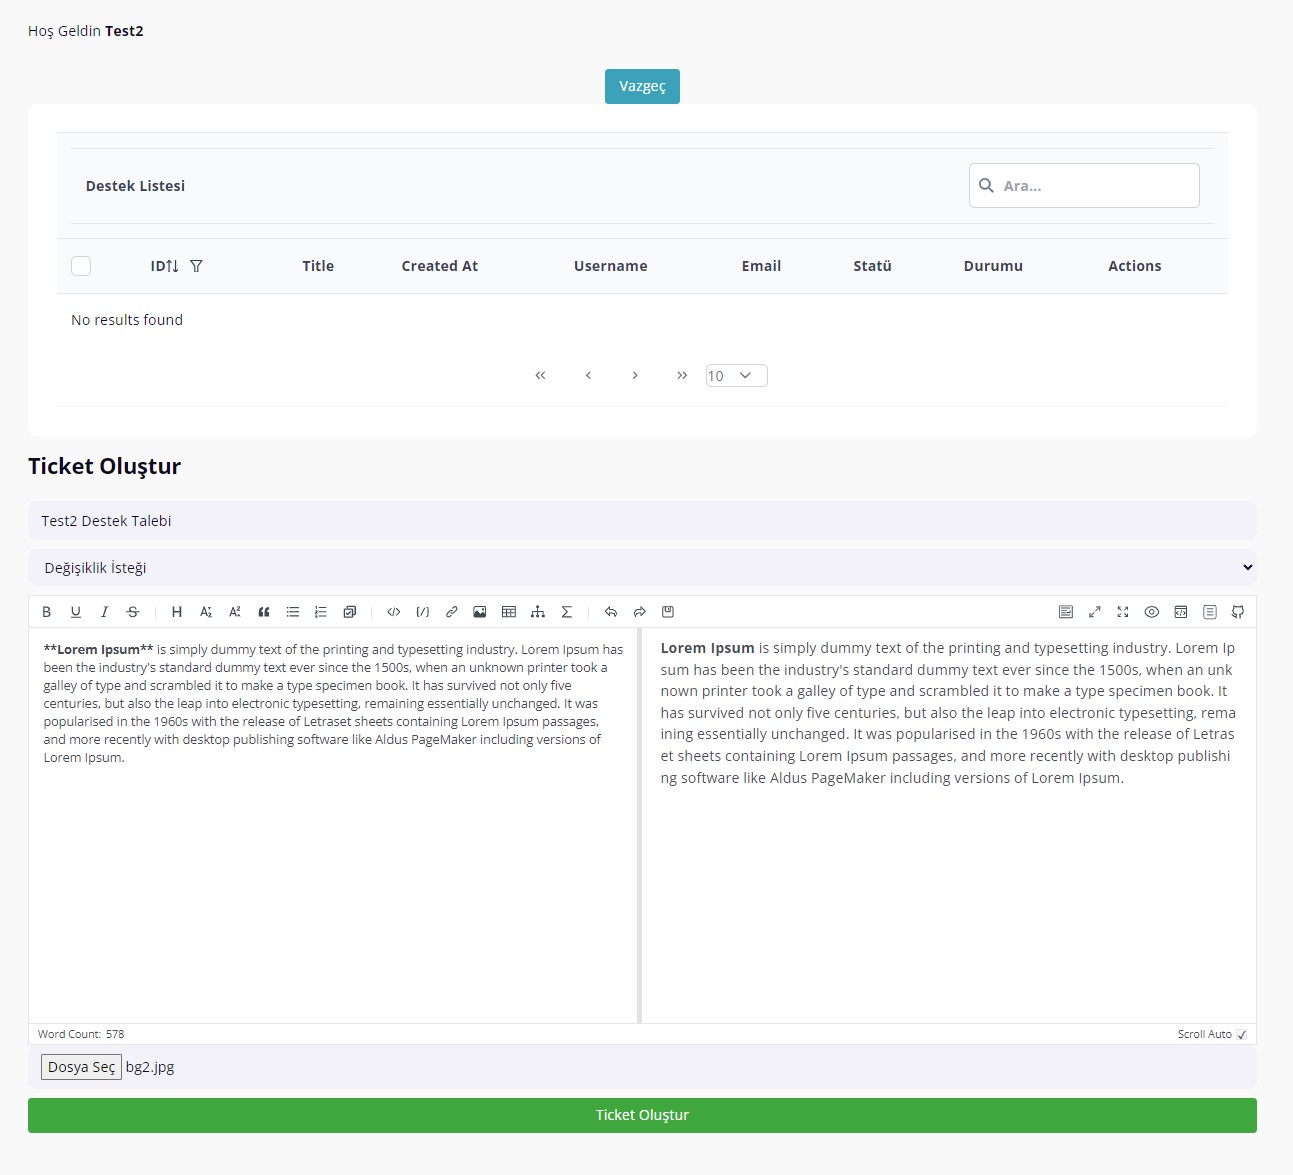 Hoş Geldin Test2
Vazgeç
Destek Listesi
Ara...
ID Title Created At Username Email Statü Durumu Actions
No results found
10
Ticket Oluştur
Test2 Destek Talebi
Değişiklik İsteği
**Lorem Ipsum** is simply dummy text of the printing and typesetting industry. Lorem Ipsum has
been the industry's standard dummy text ever since the 1500s, when an unknown printer took a
galley of type and scrambled it to make a type specimen book. It has survived not only five
centuries, but also the leap into electronic typesetting, remaining essentially unchanged. It was
popularised in the 1960s with the release of Letraset sheets containing Lorem Ipsum passages,
and more recently with desktop publishing software like Aldus PageMaker including versions of
Lorem Ipsum.
Lorem Ipsum is simply dummy text of the printing and typesetting industry. Lorem Ip
sum has been the industry's standard dummy text ever since the 1500s, when an unk
nown printer took a galley of type and scrambled it to make a type specimen book. It
has survived not only five centuries, but also the leap into electronic typesetting, rema
ining essentially unchanged. It was popularised in the 1960s with the release of Letras
et sheets containing Lorem Ipsum passages, and more recently with desktop publishi
ng software like Aldus PageMaker including versions of Lorem Ipsum.
Word Count: 578
Scroll Auto
Dosya Seç bg2.jpg
Ticket Oluştur